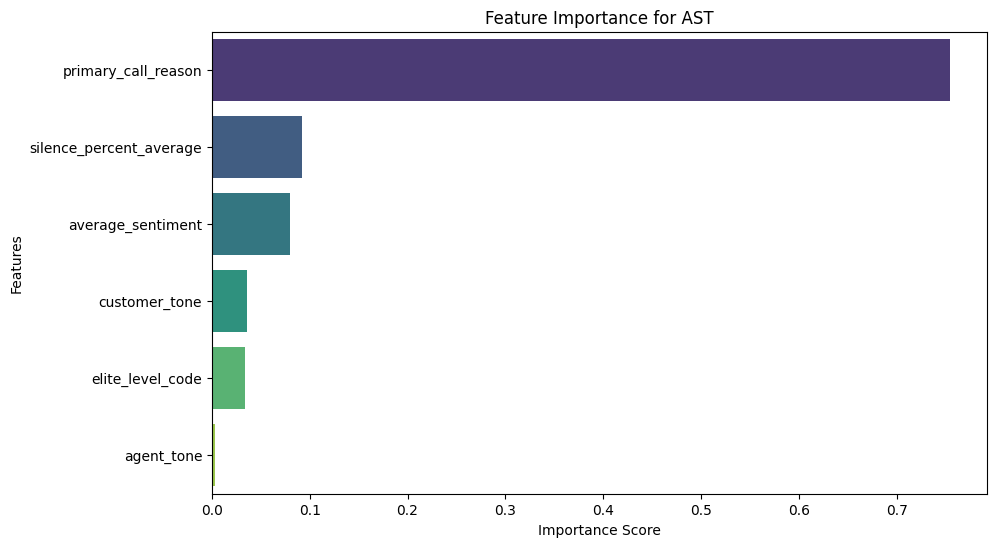 Feature Importance for AST
Features
primary_call_reason
silence_percent_average
average_sentiment
customer_tone
elite_level_code
agent_tone
0.0 0.1 0.2 0.3 0.4 0.5 0.6 0.7
Importance Score